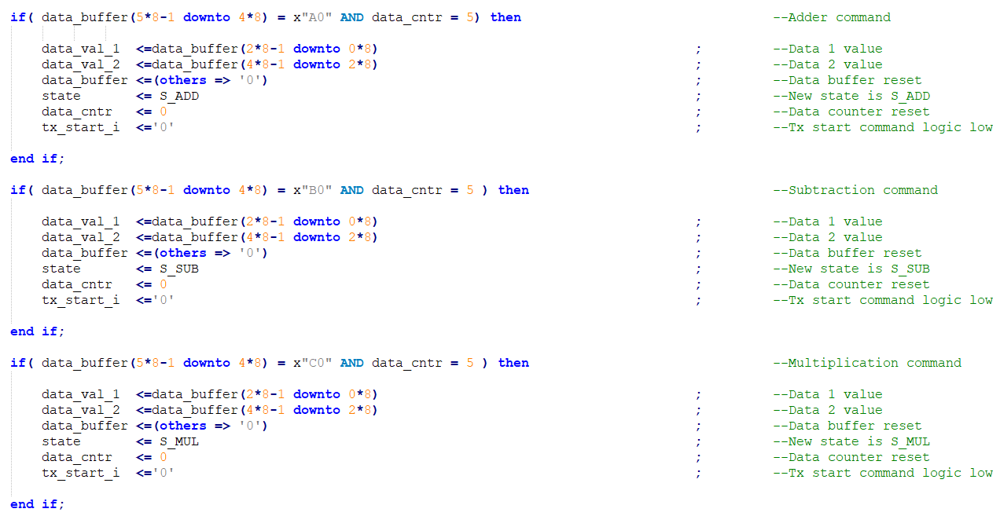 if( data_buffer(5*8-1 downto 4*8) = x"A0" AND data_cntr = 5) then --Adder command
data_val_1 <=data_buffer(2*8-1 downto 0*8) ; --Data 1 value
data_val_2 <=data_buffer(4*8-1 downto 2*8) ; --Data 2 value
data_buffer <=(others => '0') ; --Data buffer reset
state <= S_ADD ; --New state is S_ADD
data_cntr <= 0 ; --Data counter reset
tx_start_i <='0' ; --Tx start command logic low
end if;
if( data_buffer(5*8-1 downto 4*8) = x"B0" AND data_cntr = 5 ) then --Subtraction command
data_val_1 <=data_buffer(2*8-1 downto 0*8) ; --Data 1 value
data_val_2 <=data_buffer(4*8-1 downto 2*8) ; --Data 2 value
data_buffer <=(others => '0') ; --Data buffer reset
state <= S_SUB ; --New state is S_SUB
data_cntr <= 0 ; --Data counter reset
tx_start_i <='0' ; --Tx start command logic low
end if;
if( data_buffer(5*8-1 downto 4*8) = x"C0" AND data_cntr = 5 ) then --Multiplication command
data_val_1 <=data_buffer(2*8-1 downto 0*8) ; --Data 1 value
data_val_2 <=data_buffer(4*8-1 downto 2*8) ; --Data 2 value
data_buffer <=(others => '0') ; --Data buffer reset
state <= S_MUL ; --New state is S_MUL
data_cntr <= 0 ; --Data counter reset
tx_start_i <='0' ; --Tx start command logic low
end if;